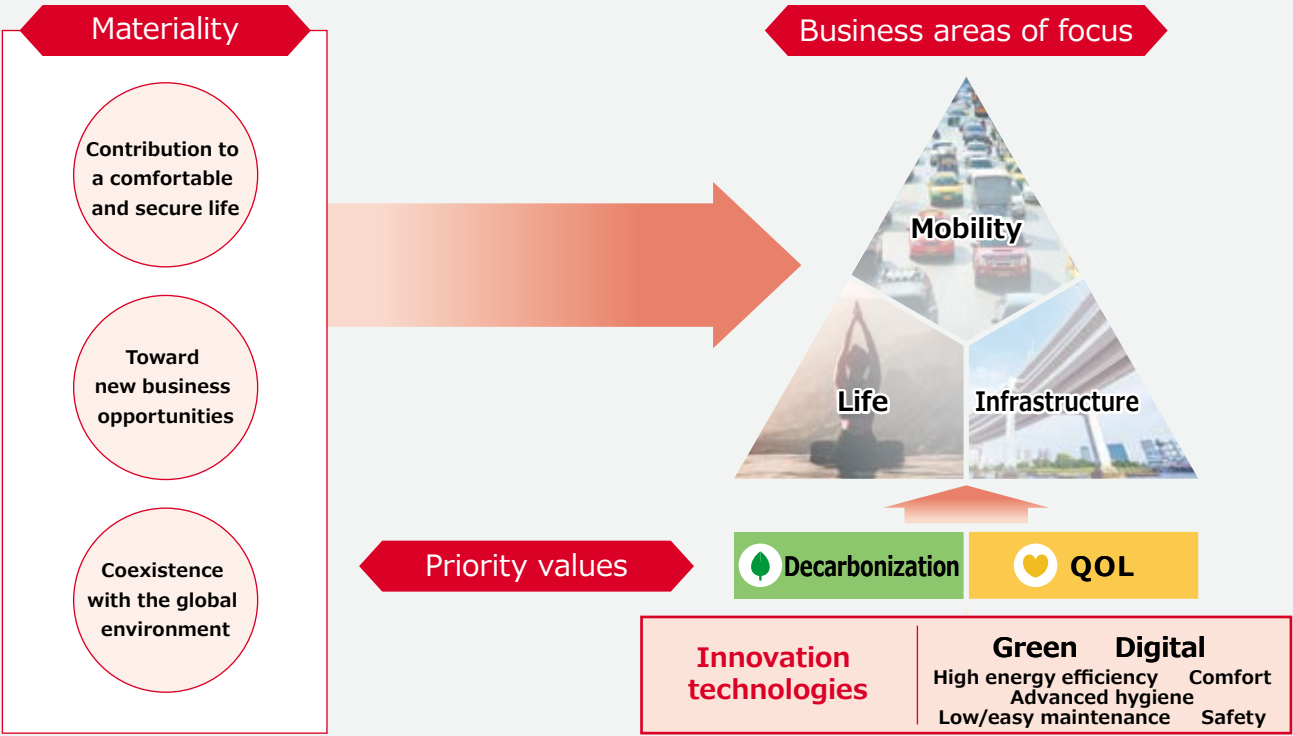 Materiality
Contribution to
a comfortable
and secure life
Toward
new business
opportunities
Coexistence
with the global
environment
Business areas of focus
Mobility
Life
Infrastructure
Priority values
Decarbonization
QOL
Innovation
technologies
Green Digital
High energy efficiency Comfort
Advanced hygiene
Low/easy maintenance Safety